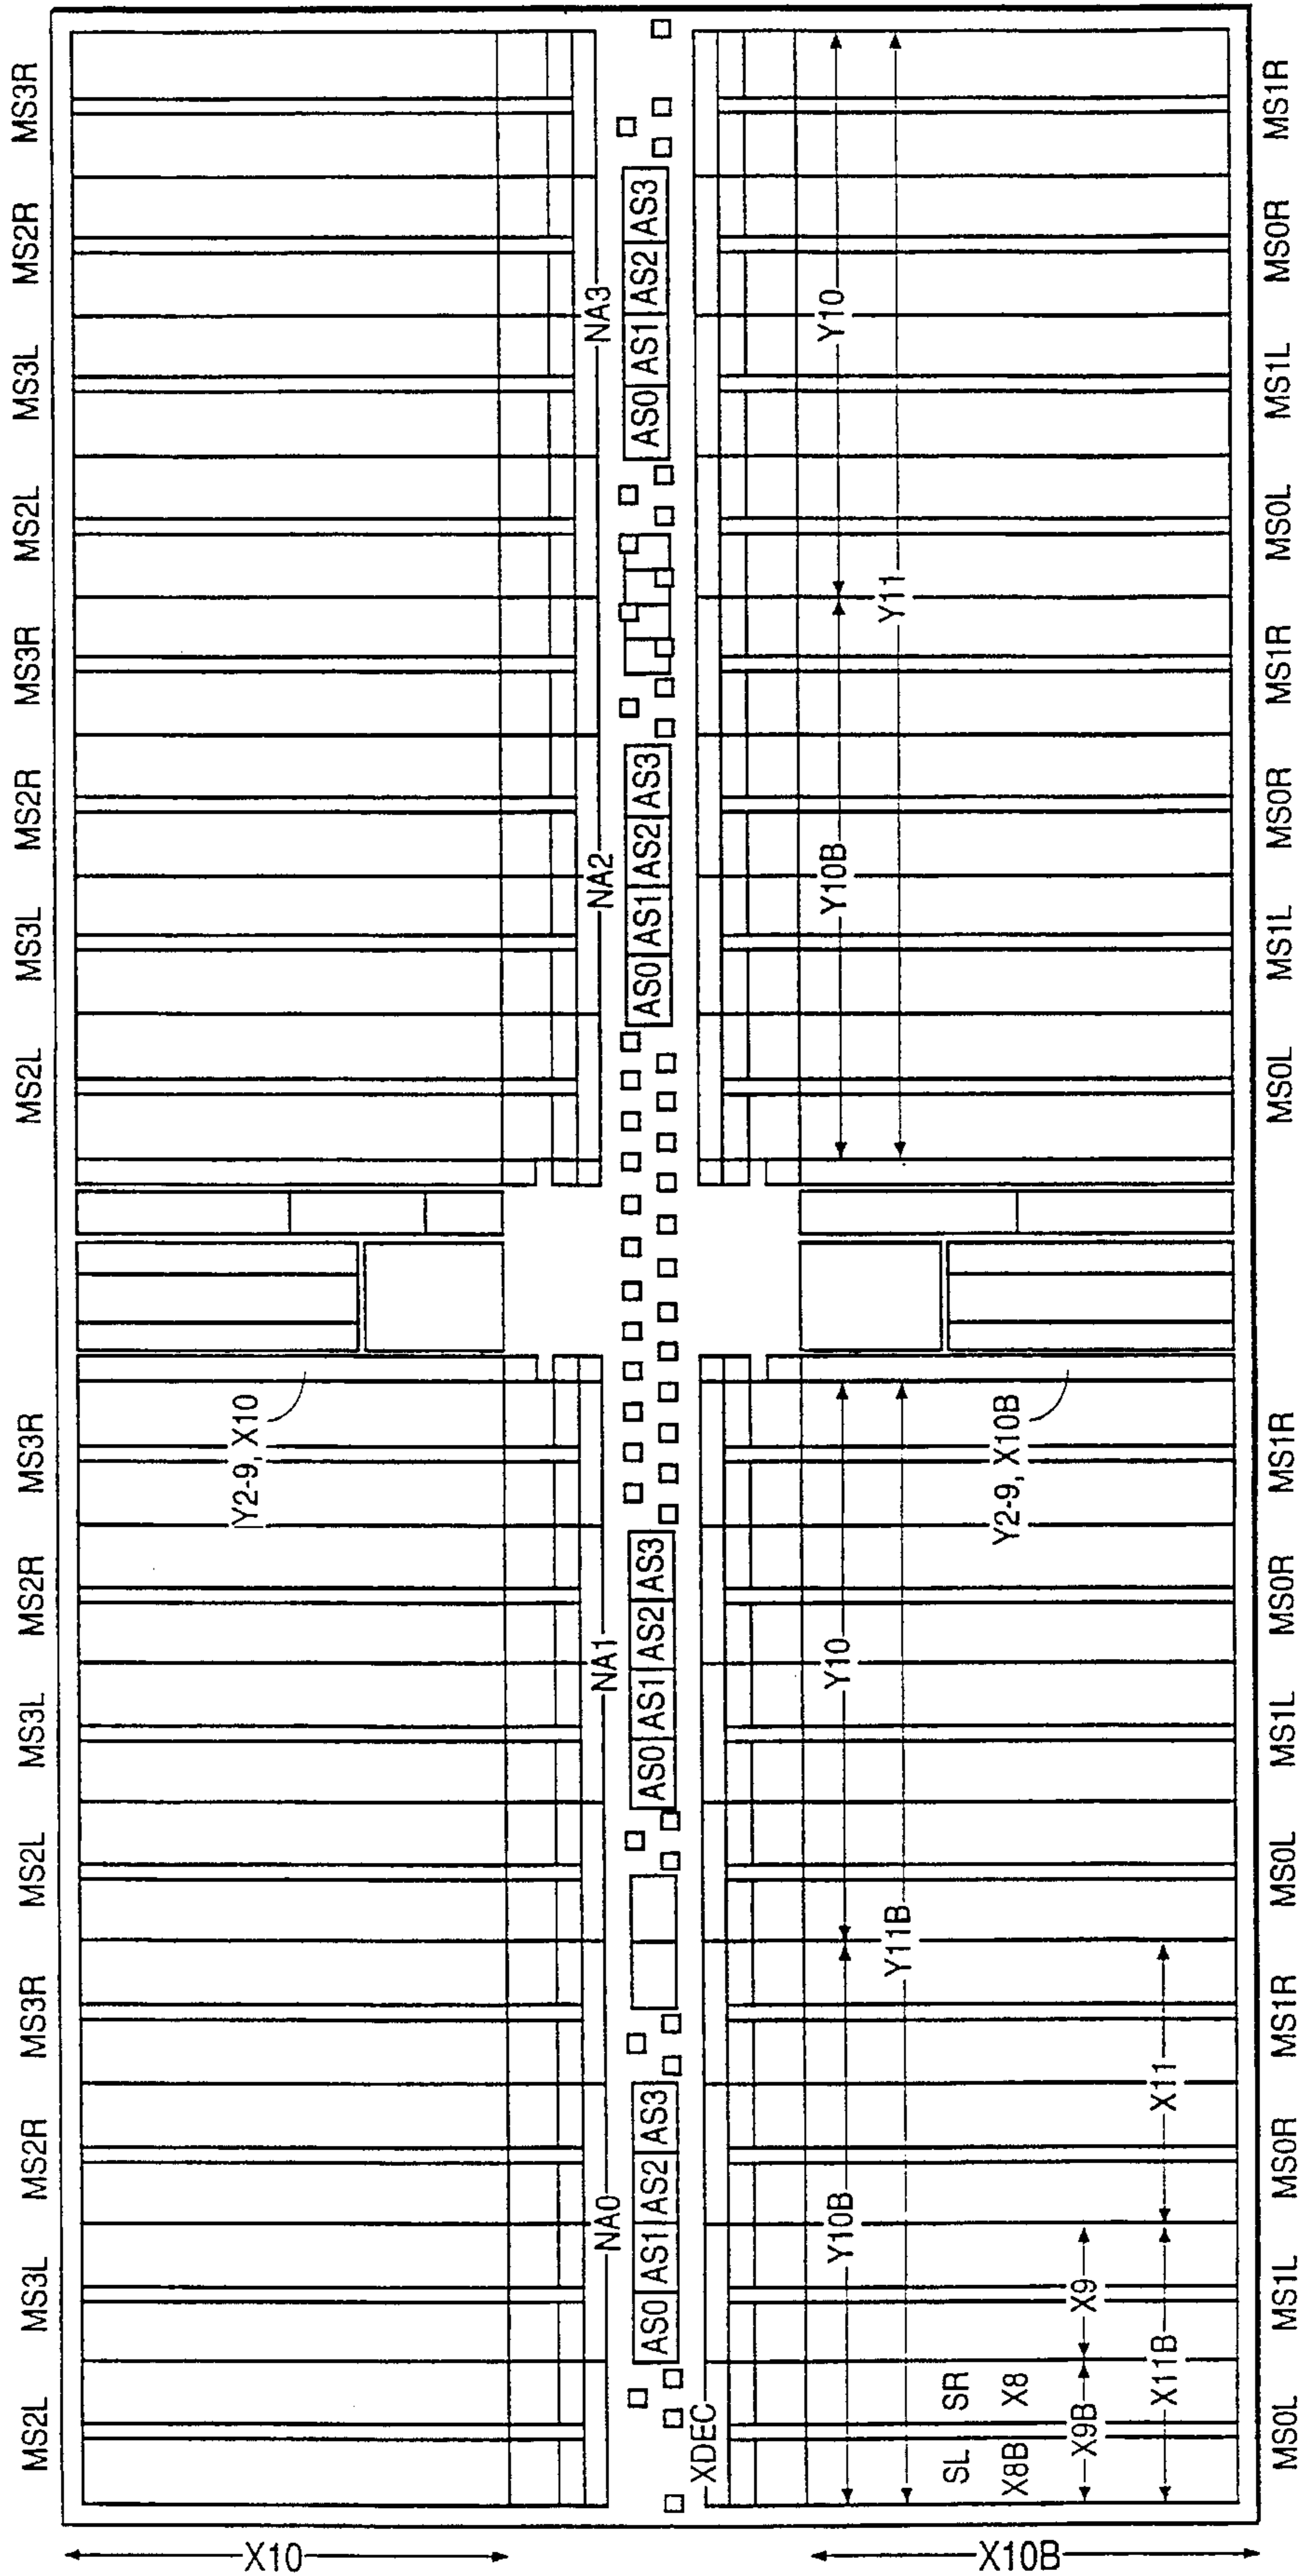 MS2L MS3L MS2R MS3R MS2L MS3L MS2R MS3R MS2L MS3L MS2R MS3R MS2L MS3L MS2R MS3R
X10
Y2-9, X10
NA0 NA1 NA2 NA3
AS0 AS1 AS2 AS3 AS0 AS1 AS2 AS3 AS0 AS1 AS2 AS3 AS0 AS1 AS2 AS3
XDEC
Y10B Y10 Y10B Y10
Y11B Y11
SL SR
X8B X8
Y2-9, X10B
X9B X9
X11B X11
X10B
MS0L MS1L MS0R MS1R MS0L MS1L MS0R MS1R MS0L MS1L MS0R MS1R MS0L MS1L MS0R MS1R